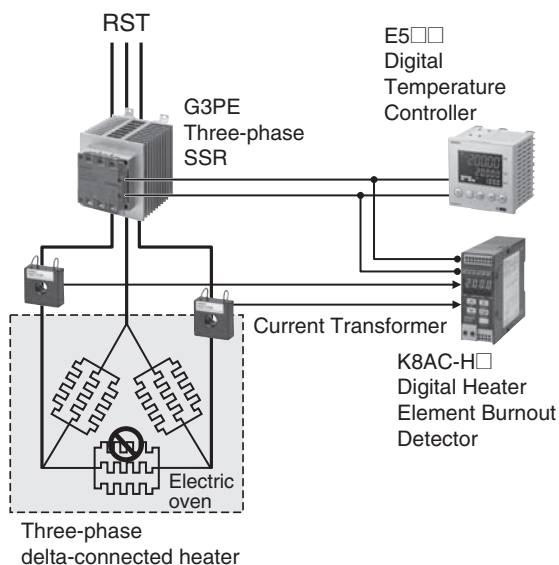 RST
G3PE
Three-phase
SSR
E5□□
Digital
Temperature
Controller
Current Transformer
K8AC-H□
Digital Heater
Element Burnout
Detector
Electric
oven
Three-phase
delta-connected heater